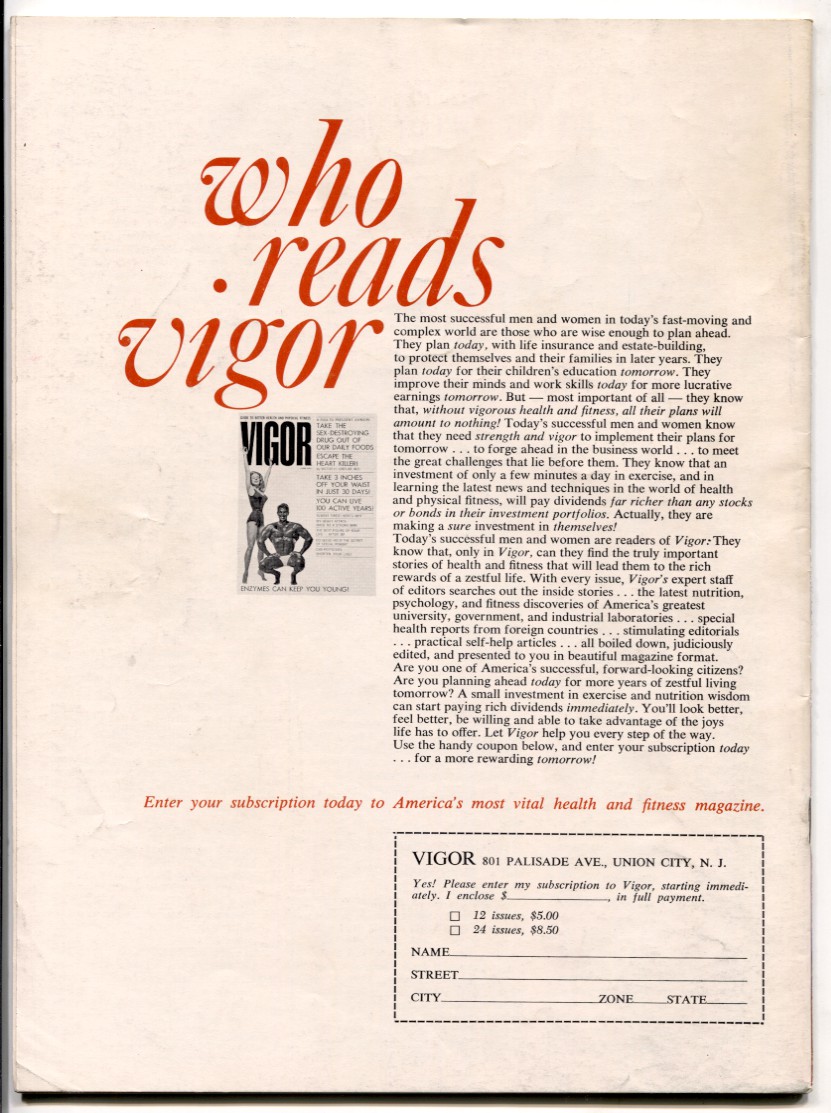 who
reads
vigor
The most successful men and women in today's fast-moving and
complex world are those who are wise enough to plan ahead.
They plan today, with life insurance and estate-building,
to protect themselves and their families in later years. They
plan today for their children's education tomorrow. They
improve their minds and work skills today for more lucrative
earnings tomorrow. But — most important of all — they know
that, without vigorous health and fitness, all their plans will
amount to nothing! Today's successful men and women know
that they need strength and vigor to implement their plans for
tomorrow . . . to forge ahead in the business world . . . to meet
the great challenges that lie before them. They know that an
investment of only a few minutes a day in exercise, and in
learning the latest news and techniques in the world of health
and physical fitness, will pay dividends far richer than any stocks
or bonds in their investment portfolios. Actually, they are
making a sure investment in themselves!
Today's successful men and women are readers of Vigor: They
know that, only in Vigor, can they find the truly important
stories of health and fitness that will lead them to the rich
rewards of a zestful life. With every issue, Vigor's expert staff
of editors searches out the inside stories . . . the latest nutrition,
psychology, and fitness discoveries of America's greatest
university, government, and industrial laboratories . . . special
health reports from foreign countries . . . stimulating editorials
. . . practical self-help articles . . . all boiled down, judiciously
edited, and presented to you in beautiful magazine format.
Are you one of America's successful, forward-looking citizens?
Are you planning ahead today for more years of zestful living
tomorrow? A small investment in exercise and nutrition wisdom
can start paying rich dividends immediately. You'll look better,
feel better, be willing and able to take advantage of the joys
life has to offer. Let Vigor help you every step of the way.
Use the handy coupon below, and enter your subscription today
. . . for a more rewarding tomorrow!
GUIDE TO BETTER HEALTH AND PHYSICAL FITNESS
VIGOR
TAKE THE
SEX-DESTROYING
DRUG OUT OF
OUR DAILY FOODS
ESCAPE THE
HEART KILLER!
TAKE 3 INCHES
OFF YOUR WAIST
IN JUST 30 DAYS!
YOU CAN LIVE
100 ACTIVE YEARS!
ENZYMES CAN KEEP YOU YOUNG!
Enter your subscription today to America's most vital health and fitness magazine.
VIGOR 801 PALISADE AVE., UNION CITY, N. J.
Yes! Please enter my subscription to Vigor, starting immedi-
ately. I enclose $____________, in full payment.
12 issues, $5.00
24 issues, $8.50
NAME
STREET
CITY ZONE STATE